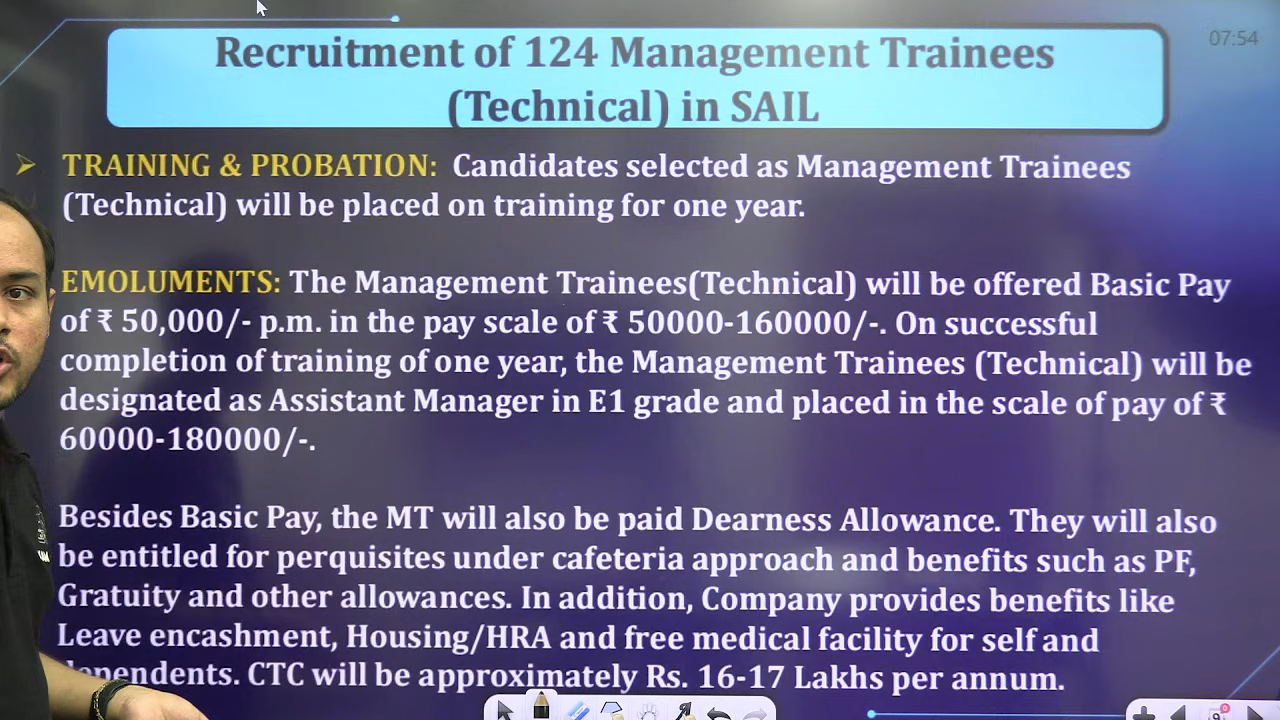 07:54
Recruitment of 124 Management Trainees
(Technical) in SAIL
➤ TRAINING & PROBATION: Candidates selected as Management Trainees
(Technical) will be placed on training for one year.
EMOLUMENTS: The Management Trainees(Technical) will be offered Basic Pay
of ₹ 50,000/- p.m. in the pay scale of ₹ 50000-160000/-. On successful
completion of training of one year, the Management Trainees (Technical) will be
designated as Assistant Manager in E1 grade and placed in the scale of pay of ₹
60000-180000/-.
Besides Basic Pay, the MT will also be paid Dearness Allowance. They will also
be entitled for perquisites under cafeteria approach and benefits such as PF,
Gratuity and other allowances. In addition, Company provides benefits like
Leave encashment, Housing/HRA and free medical facility for self and
dependents. CTC will be approximately Rs. 16-17 Lakhs per annum.
0